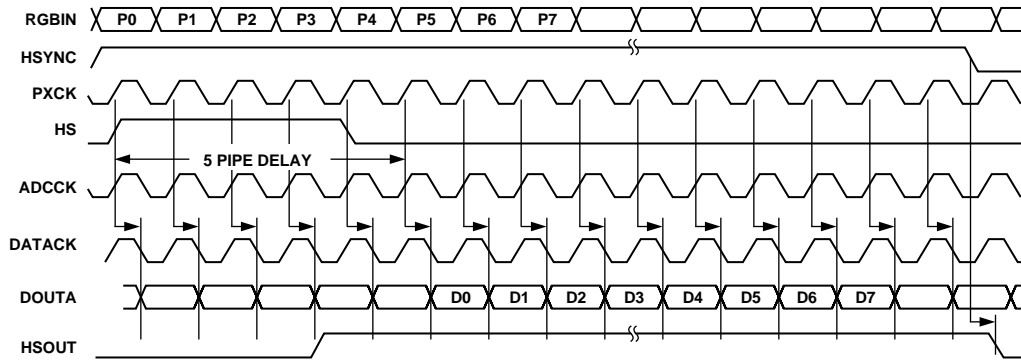 RGBIN P0 P1 P2 P3 P4 P5 P6 P7
HSYNC
PXCK
HS
5 PIPE DELAY
ADCCK
DATACK
DOUTA D0 D1 D2 D3 D4 D5 D6 D7
HSOUT